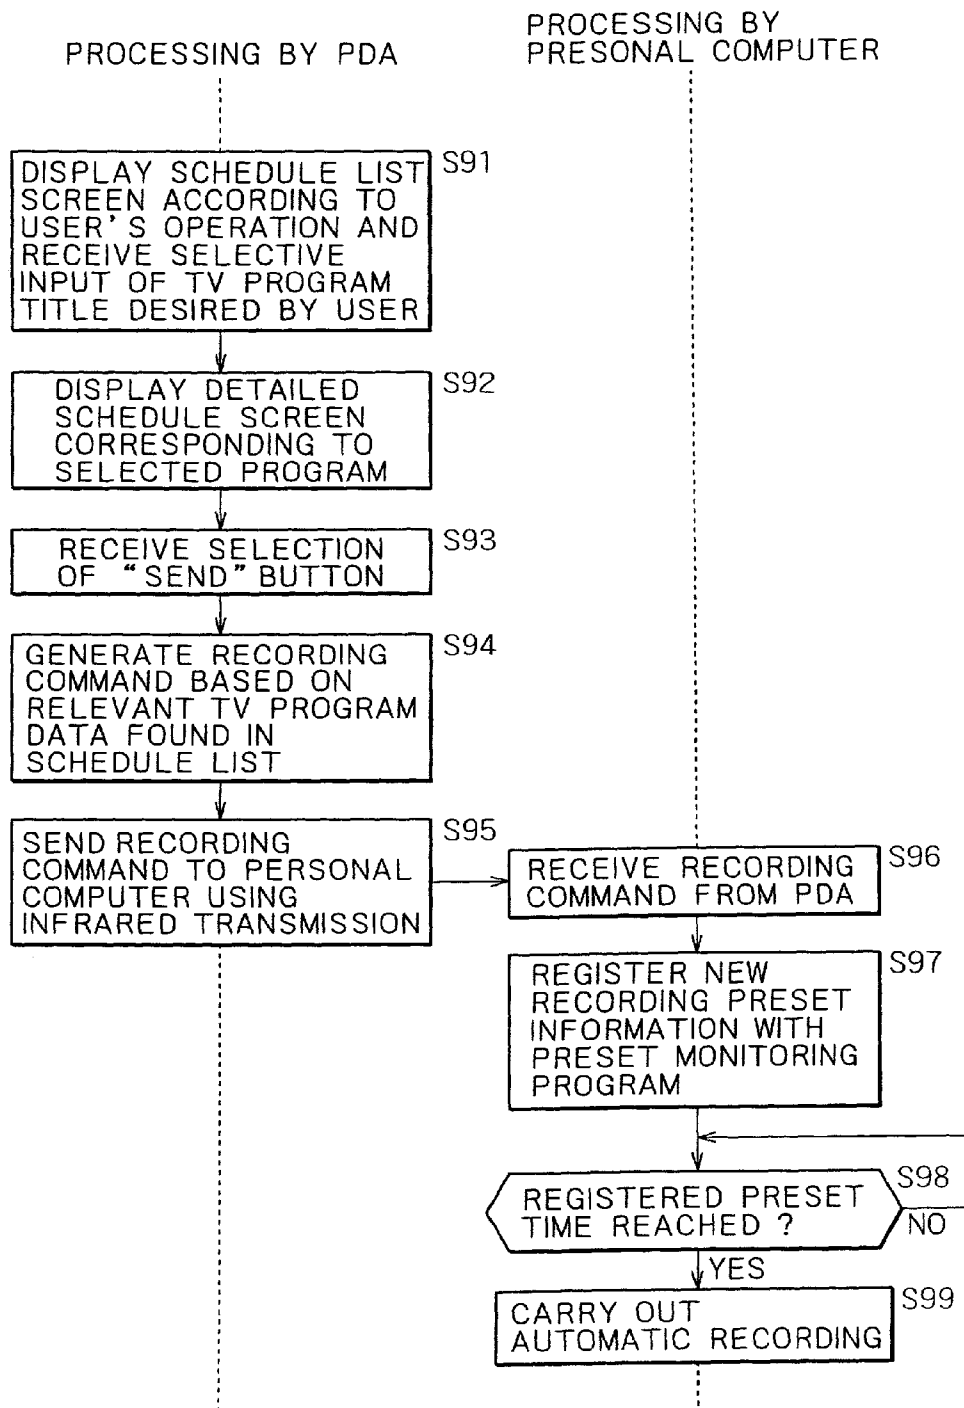 PROCESSING BY PDA
PROCESSING BY
PRESONAL COMPUTER
S91
DISPLAY SCHEDULE LIST
SCREEN ACCORDING TO
USER'S OPERATION AND
RECEIVE SELECTIVE
INPUT OF TV PROGRAM
TITLE DESIRED BY USER
S92
DISPLAY DETAILED
SCHEDULE SCREEN
CORRESPONDING TO
SELECTED PROGRAM
S93
RECEIVE SELECTION
OF "SEND" BUTTON
S94
GENERATE RECORDING
COMMAND BASED ON
RELEVANT TV PROGRAM
DATA FOUND IN
SCHEDULE LIST
S95
SEND RECORDING
COMMAND TO PERSONAL
COMPUTER USING
INFRARED TRANSMISSION
S96
RECEIVE RECORDING
COMMAND FROM PDA
S97
REGISTER NEW
RECORDING PRESET
INFORMATION WITH
PRESET MONITORING
PROGRAM
S98
REGISTERED PRESET
TIME REACHED ?
NO
YES
S99
CARRY OUT
AUTOMATIC RECORDING